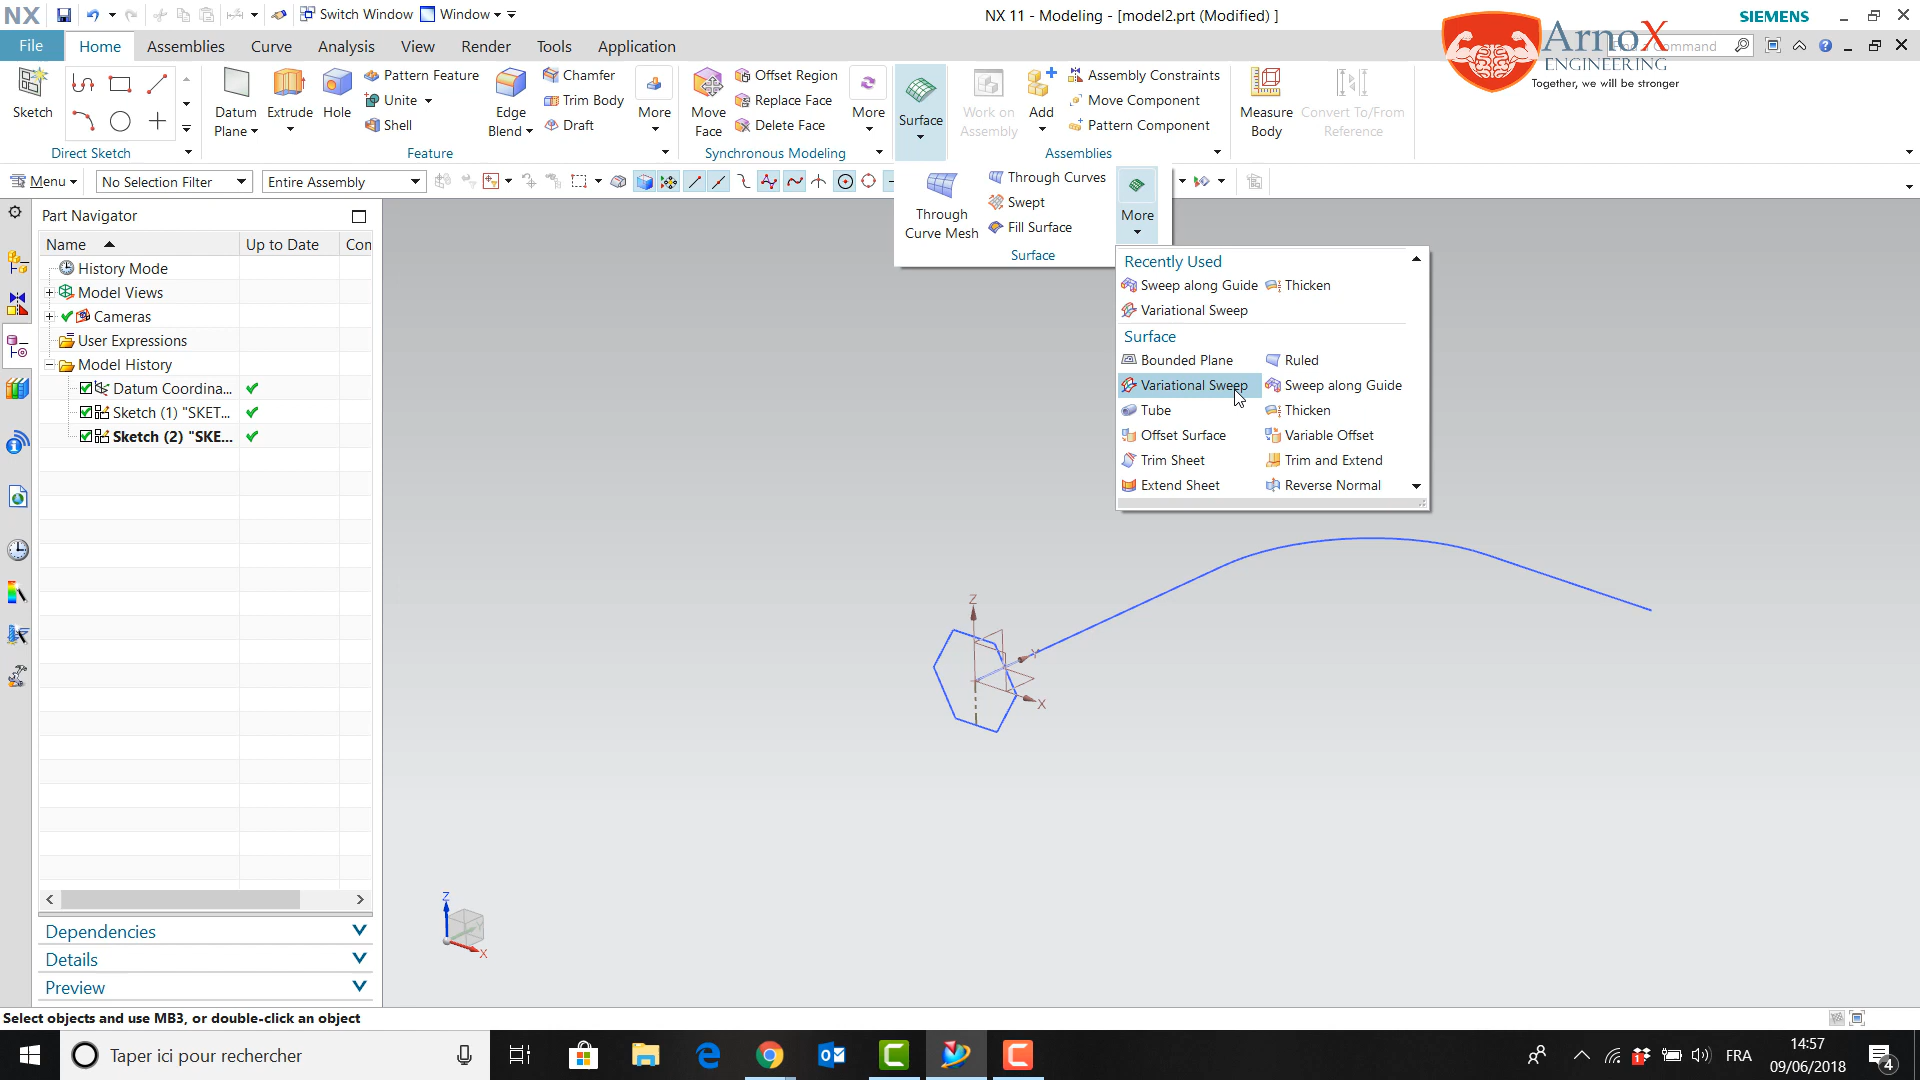 NX
Switch Window
Window
NX 11 - Modeling - [model2.prt (Modified) ]
SIEMENS
File
Home
Assemblies
Curve
Analysis
View
Render
Tools
Application
ArnoX
ENGINEERING
Together, we will be stronger
Command
Sketch
Direct Sketch
Datum
Plane
Extrude
Hole
Pattern Feature
Unite
Shell
Edge
Blend
Chamfer
Trim Body
Draft
More
Feature
Move
Face
Offset Region
Replace Face
Delete Face
More
Synchronous Modeling
Surface
Work on
Assembly
Add
Assembly Constraints
Move Component
Pattern Component
Assemblies
Measure
Body
Convert To/From
Reference
Menu
No Selection Filter
Entire Assembly
Through
Curve Mesh
Through Curves
Swept
Fill Surface
More
Surface
Recently Used
Sweep along Guide
Thicken
Variational Sweep
Surface
Bounded Plane
Ruled
Variational Sweep
Sweep along Guide
Tube
Thicken
Offset Surface
Variable Offset
Trim Sheet
Trim and Extend
Extend Sheet
Reverse Normal
Part Navigator
Name
Up to Date
Con
History Mode
Model Views
Cameras
User Expressions
Model History
Datum Coordina...
Sketch (1) "SKET...
Sketch (2) "SKE...
Z
Y
X
Z
X
Dependencies
Details
Preview
Select objects and use MB3, or double-click an object
Taper ici pour rechercher
FRA
14:57
09/06/2018
4